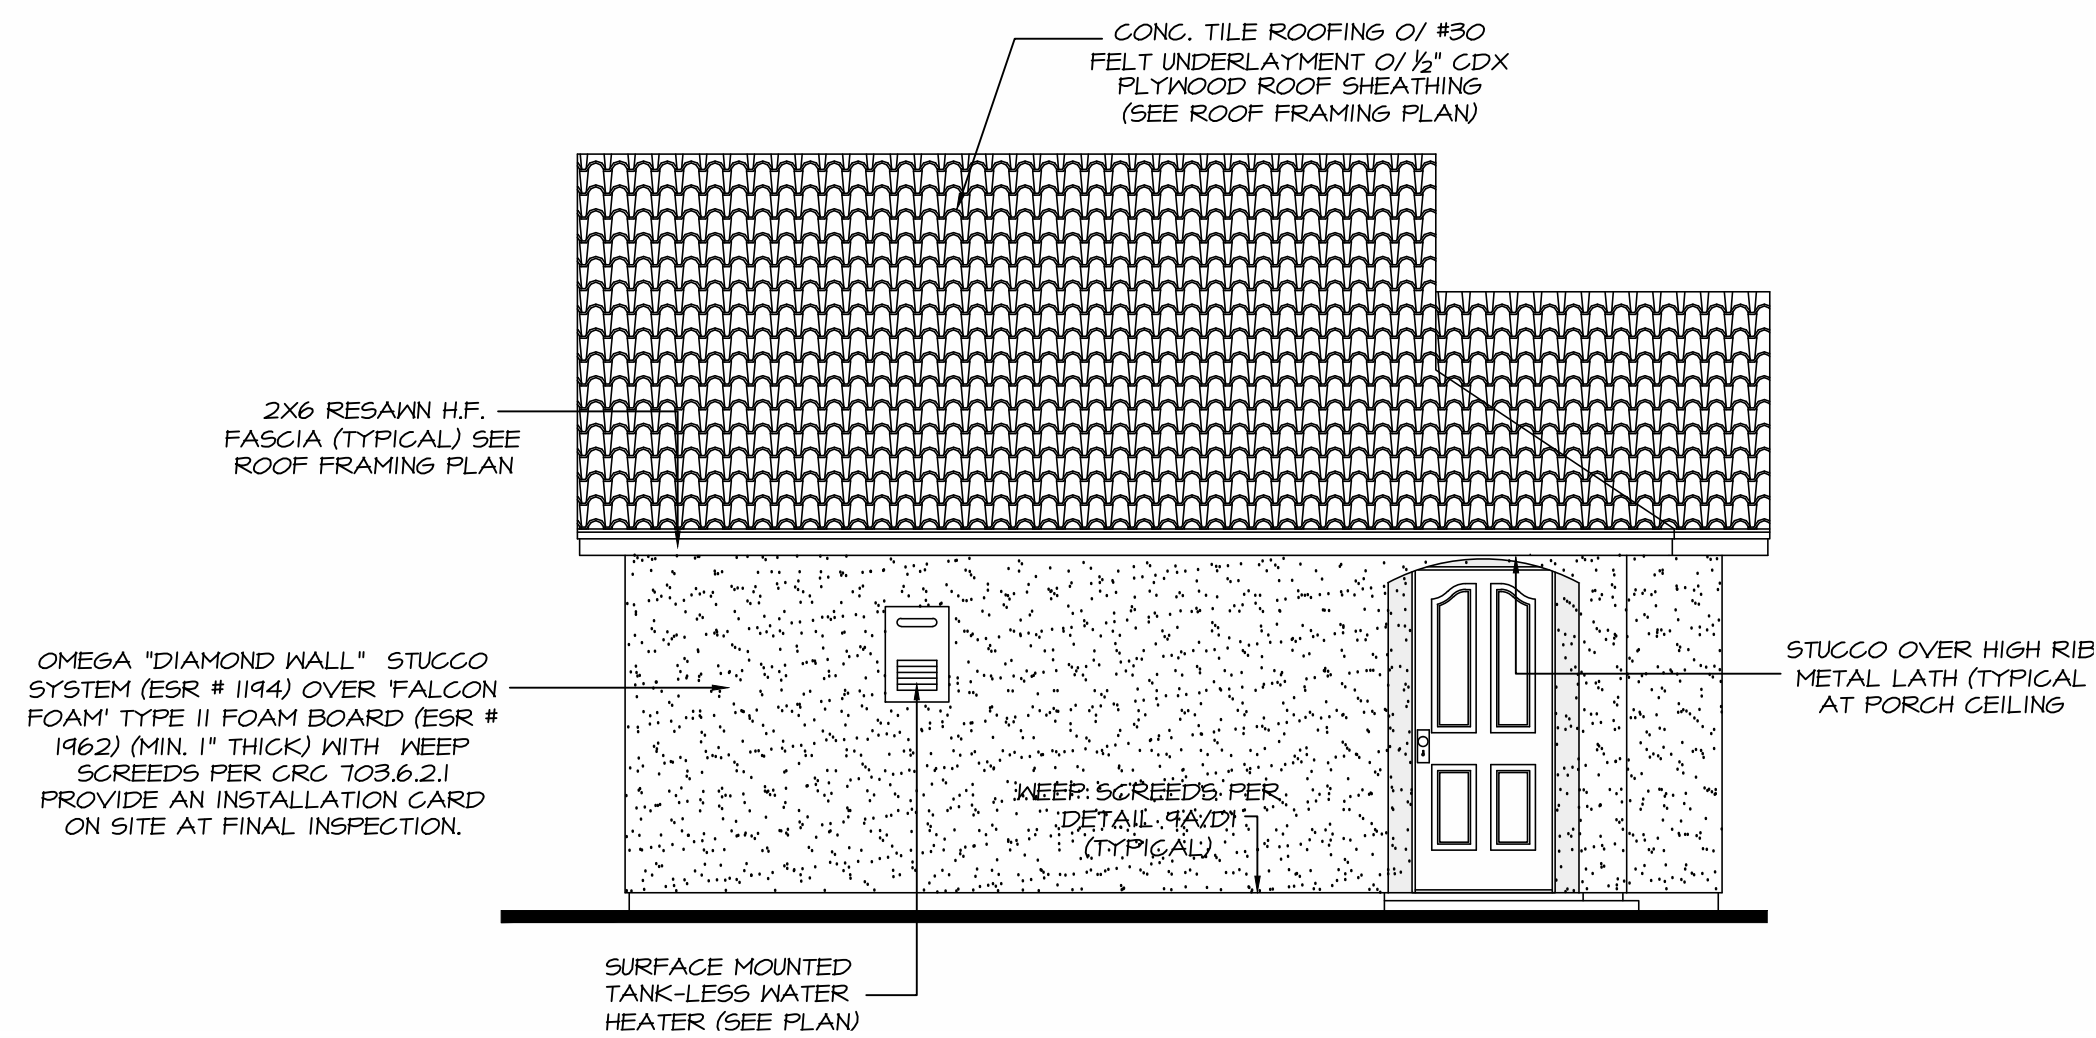 CONC. TILE ROOFING O/ #30
FELT UNDERLAYMENT O/ ½" CDX
PLYWOOD ROOF SHEATHING
(SEE ROOF FRAMING PLAN)
2X6 RESAWN H.F.
FASCIA (TYPICAL) SEE
ROOF FRAMING PLAN
OMEGA "DIAMOND WALL" STUCCO
SYSTEM (ESR # 1194) OVER 'FALCON
FOAM' TYPE II FOAM BOARD (ESR #
1962) (MIN. 1" THICK) WITH WEEP
SCREEDS PER CRC 703.6.2.1
PROVIDE AN INSTALLATION CARD
ON SITE AT FINAL INSPECTION.
STUCCO OVER HIGH RIB
METAL LATH (TYPICAL
AT PORCH CEILING
WEEP SCREEDS PER
DETAIL 9A/D1
(TYPICAL)
SURFACE MOUNTED
TANK-LESS WATER
HEATER (SEE PLAN)